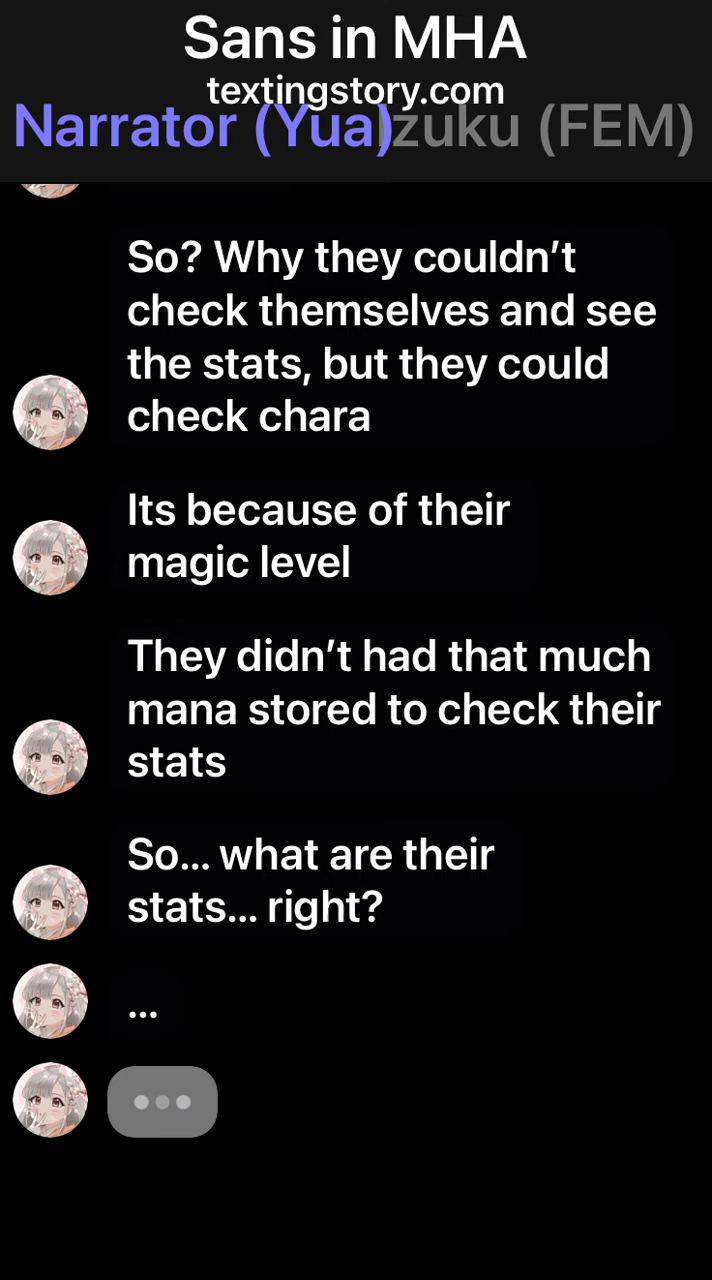 Sans in MHA
textingstory.com
Narrator (Yua) zuku (FEM)
So? Why they couldn’t
check themselves and see
the stats, but they could
check chara
Its because of their
magic level
They didn’t had that much
mana stored to check their
stats
So... what are their
stats... right?
...